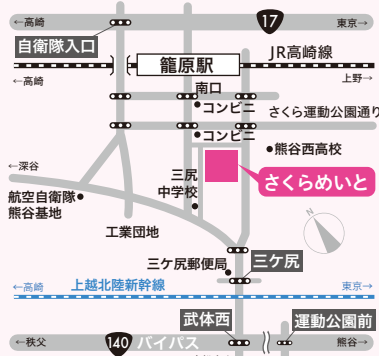 ←高崎
17
東京→
自衛隊入口
籠原駅
JR高崎線
←高崎
上野→
南口
コンビニ
さくら運動公園通り
コンビニ
熊谷西高校
←深谷
三尻
中学校
さくらめいと
航空自衛隊
熊谷基地
工業団地
N
三ケ尻郵便局
三ケ尻
←高崎
上越北陸新幹線
東京→
武体西
運動公園前
←秩父
140
バイパス
熊谷→